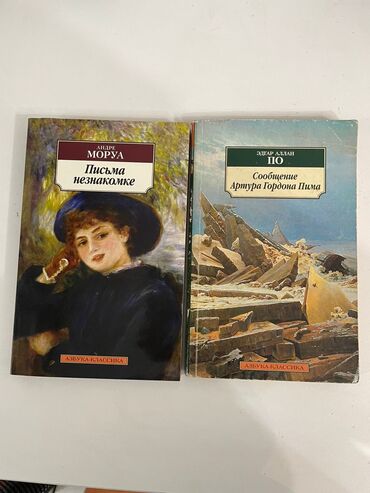 АНДРЕ
МОРУА
Письма
незнакомке
АЗБУКА-КЛАССИКА
ЭДГАР АЛЛАН
ПО
Сообщение
Артура Гордона Пима
АЗБУКА-КЛАССИКА